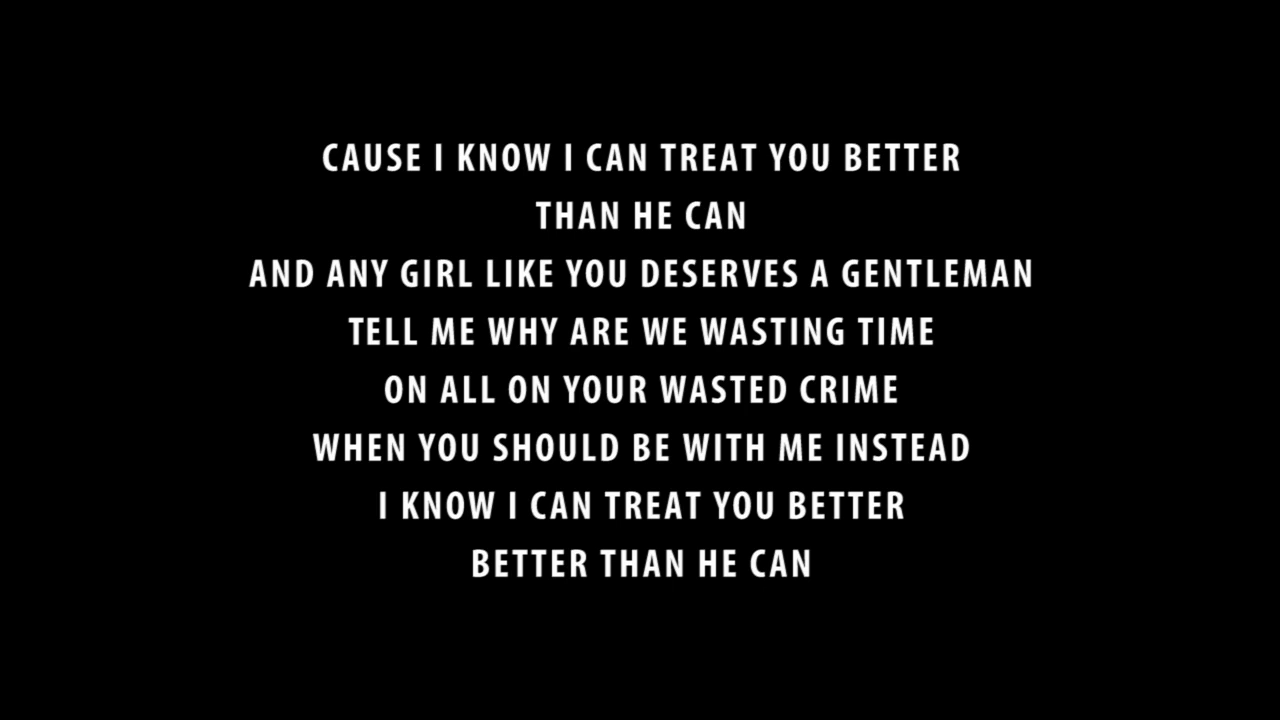 CAUSE I KNOW I CAN TREAT YOU BETTER
THAN HE CAN
AND ANY GIRL LIKE YOU DESERVES A GENTLEMAN
TELL ME WHY ARE WE WASTING TIME
ON ALL ON YOUR WASTED CRIME
WHEN YOU SHOULD BE WITH ME INSTEAD
I KNOW I CAN TREAT YOU BETTER
BETTER THAN HE CAN